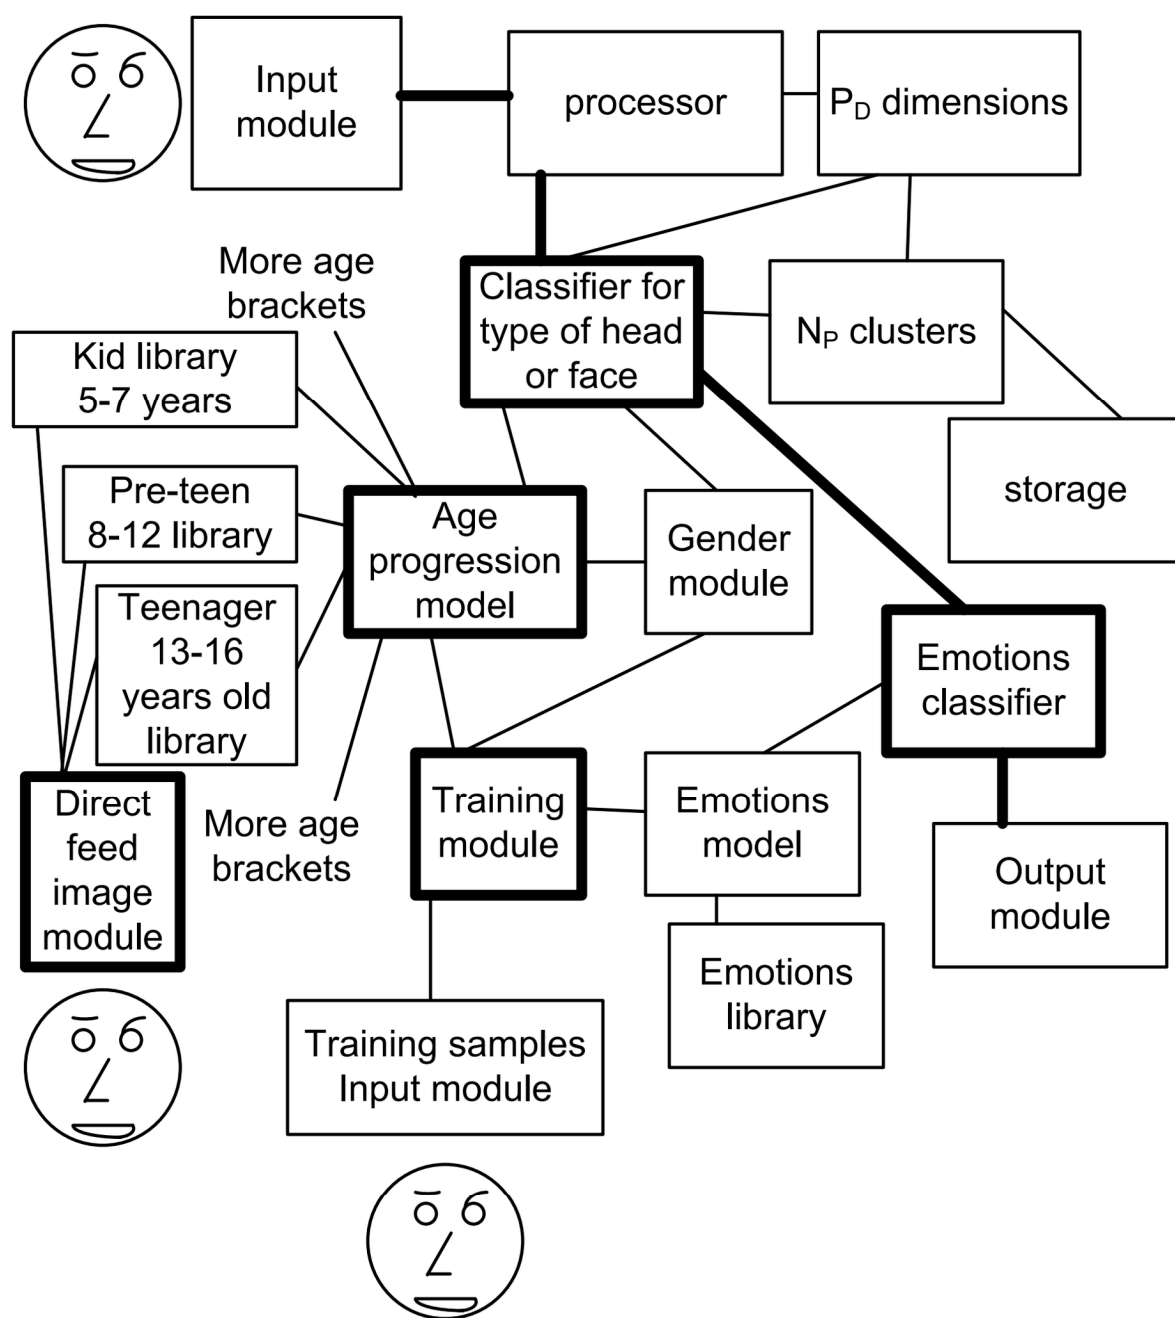 Input
module
processor
P_D dimensions
More age
brackets
Classifier for
type of head
or face
N_P clusters
Kid library
5-7 years
storage
Pre-teen
8-12 library
Age
progression
model
Gender
module
Teenager
13-16
years old
library
Emotions
classifier
Direct
feed
image
module
More age
brackets
Training
module
Emotions
model
Output
module
Emotions
library
Training samples
Input module